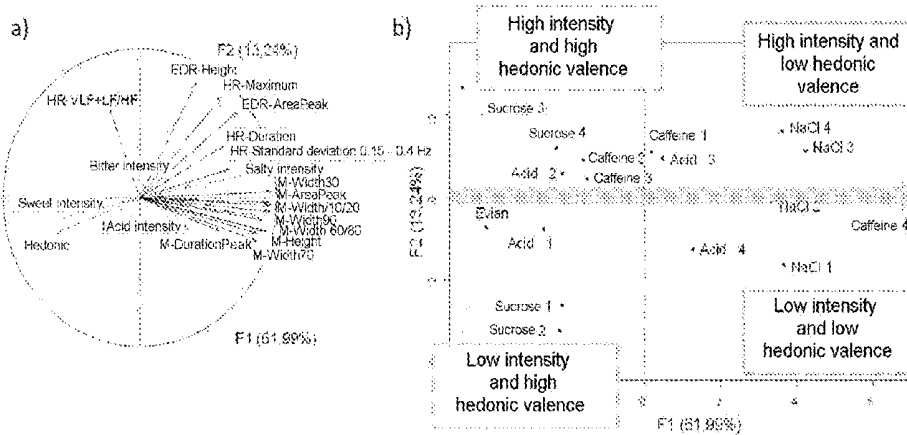 a)
F2 (13,24%)
EDR-Height
HR-Maximum
HR-VLF+LF/HF
EDR-AreaPeak
HR-Duration
HR-Standard deviation 0.15 - 0.4 Hz
Bitter intensity
Salty intensity
M-Width30
M-AreaPeak
Sweet intensity
M-Width/10/20
M-Width90
Acid intensity
M-Width 60/80
Hedonic
M-DurationPeak
M-Height
M-Width70
F1 (61,99%)
b)
High intensity
and high
hedonic valence
High intensity and
low hedonic
valence
Sucrose 3
Sucrose 4
Caffeine 1
NaCl 4
Caffeine 2
Acid 3
NaCl 3
Acid 2
Caffeine 3
F2 (13,24%)
Evian
Caffeine 4
Acid 1
Acid 4
NaCl 1
Sucrose 1
Sucrose 2
Low intensity
and high
hedonic valence
Low intensity
and low
hedonic valence
F1 (61,99%)